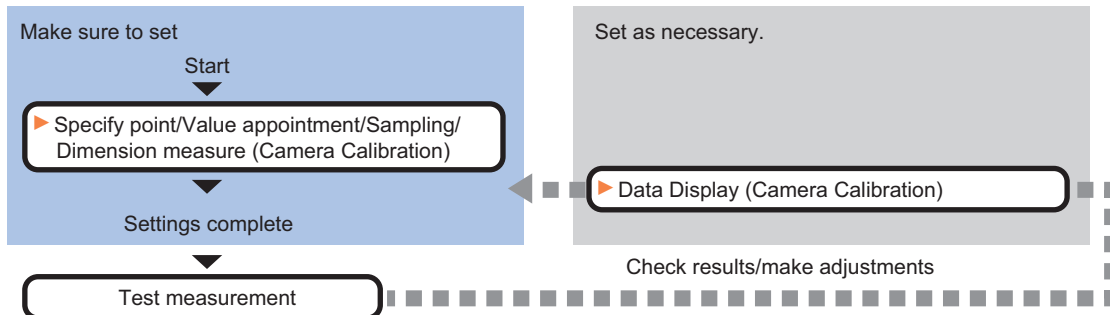 Make sure to set
Start
Specify point/Value appointment/Sampling/
Dimension measure (Camera Calibration)
Settings complete
Test measurement
Set as necessary.
Data Display (Camera Calibration)
Check results/make adjustments